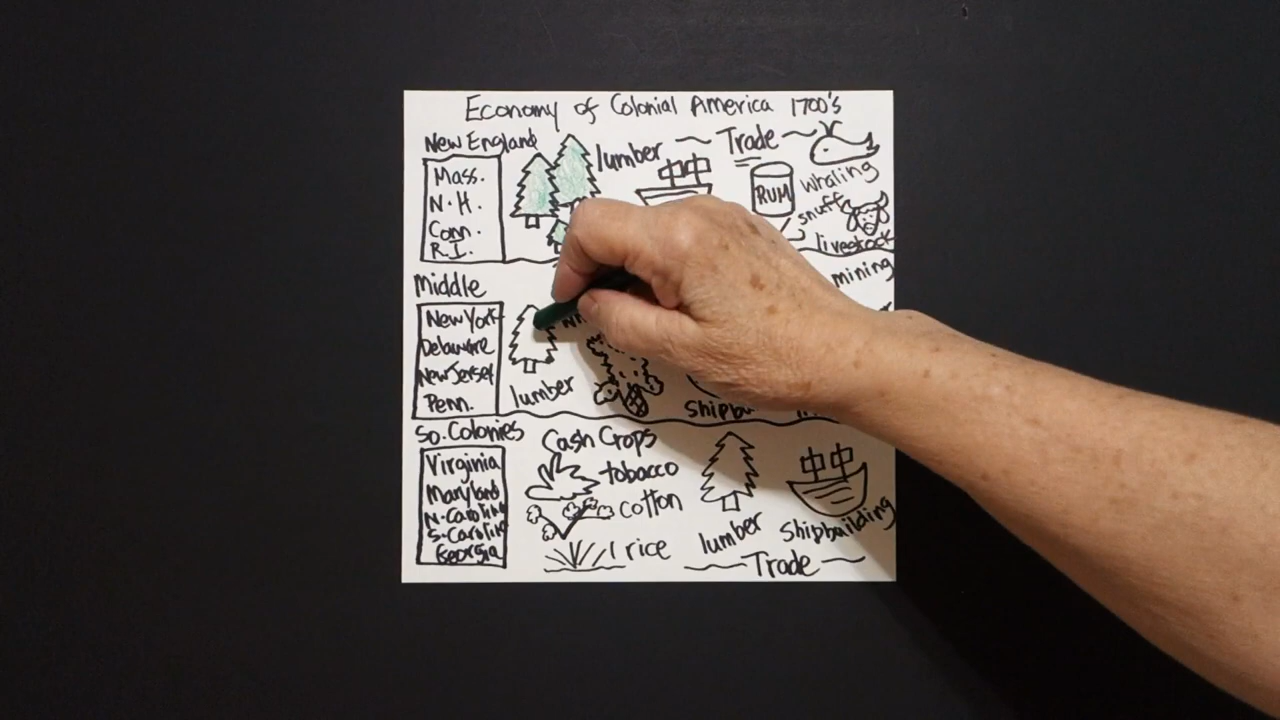 Economy of Colonial America 1700's
New England
lumber
Trade
Mass.
N.H.
Conn.
R.I.
RUM
whaling
snuff
livestock
Middle
mining
New York
Delaware
New Jersey
Penn.
lumber
So. Colonies
Cash Crops
Virginia
Maryland
N. Carolina
S. Carolina
Georgia
tobacco
cotton
rice
lumber
Shipbuilding
Trade